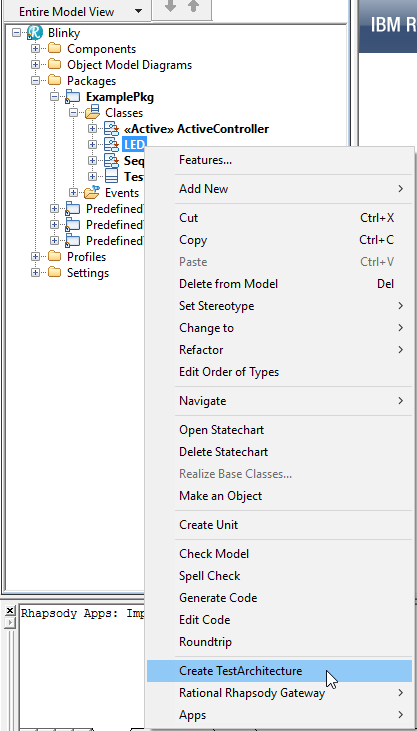 Entire Model View
IBM R
Blinky
Components
Object Model Diagrams
Packages
ExamplePkg
Classes
«Active» ActiveController
LED
Seq
Tes
Events
Predefined
Predefined
Predefined
Profiles
Settings
Features...
Add New
Cut Ctrl+X
Copy Ctrl+C
Paste Ctrl+V
Delete from Model Del
Set Stereotype
Change to
Refactor
Edit Order of Types
Navigate
Open Statechart
Delete Statechart
Realize Base Classes...
Make an Object
Create Unit
Check Model
Spell Check
Generate Code
Edit Code
Roundtrip
Create TestArchitecture
Rational Rhapsody Gateway
Apps
Rhapsody Apps: Imp